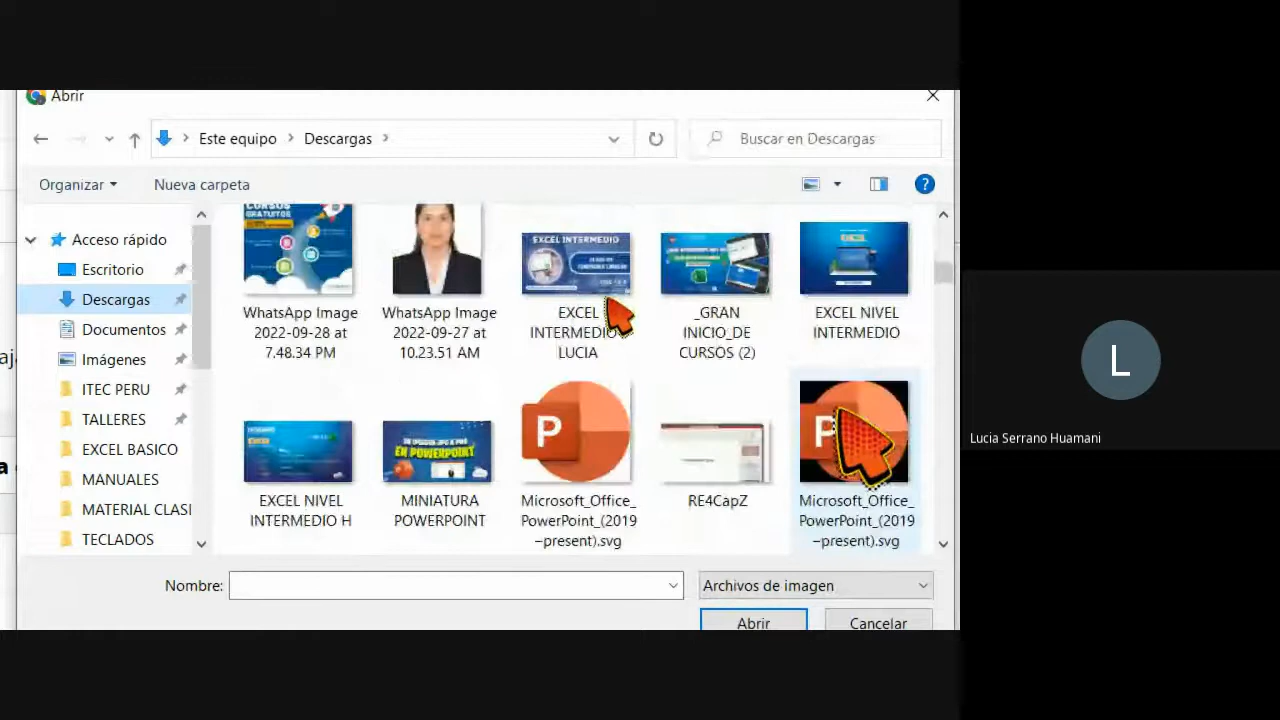 Abrir
Este equipo
Descargas
Buscar en Descargas
Organizar
Nueva carpeta
?
Acceso rápido
Escritorio
Descargas
Documentos
Imágenes
ITEC PERU
TALLERES
EXCEL BASICO
MANUALES
MATERIAL CLASI
TECLADOS
CURSOS
GRATUITOS
EXCEL INTERMEDIO
WhatsApp Image
2022-09-28 at
7.48.34 PM
WhatsApp Image
2022-09-27 at
10.23.51 AM
EXCEL
INTERMEDIO
LUCIA
_GRAN
INICIO_DE
CURSOS (2)
EXCEL NIVEL
INTERMEDIO
EN POWERPOINT
P
P
EXCEL NIVEL
INTERMEDIO H
MINIATURA
POWERPOINT
Microsoft_Office_
PowerPoint_(2019
–present).svg
RE4CapZ
Microsoft_Office_
PowerPoint_(2019
–present).svg
Nombre:
Archivos de imagen
Abrir
Cancelar
L
Lucia Serrano Huamani